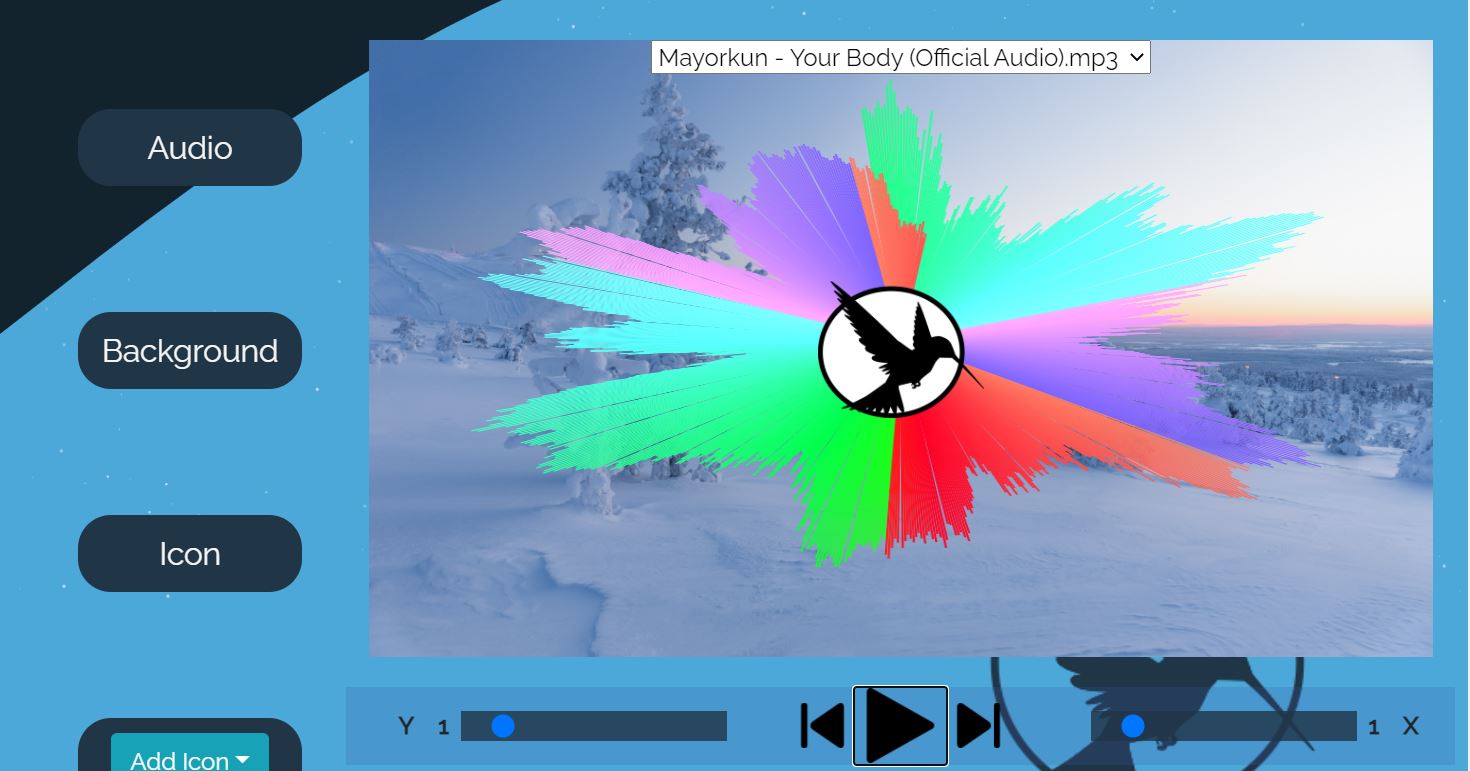 Mayorkun - Your Body (Official Audio).mp3
Audio
Background
Icon
Add Icon
Y 1
1 X